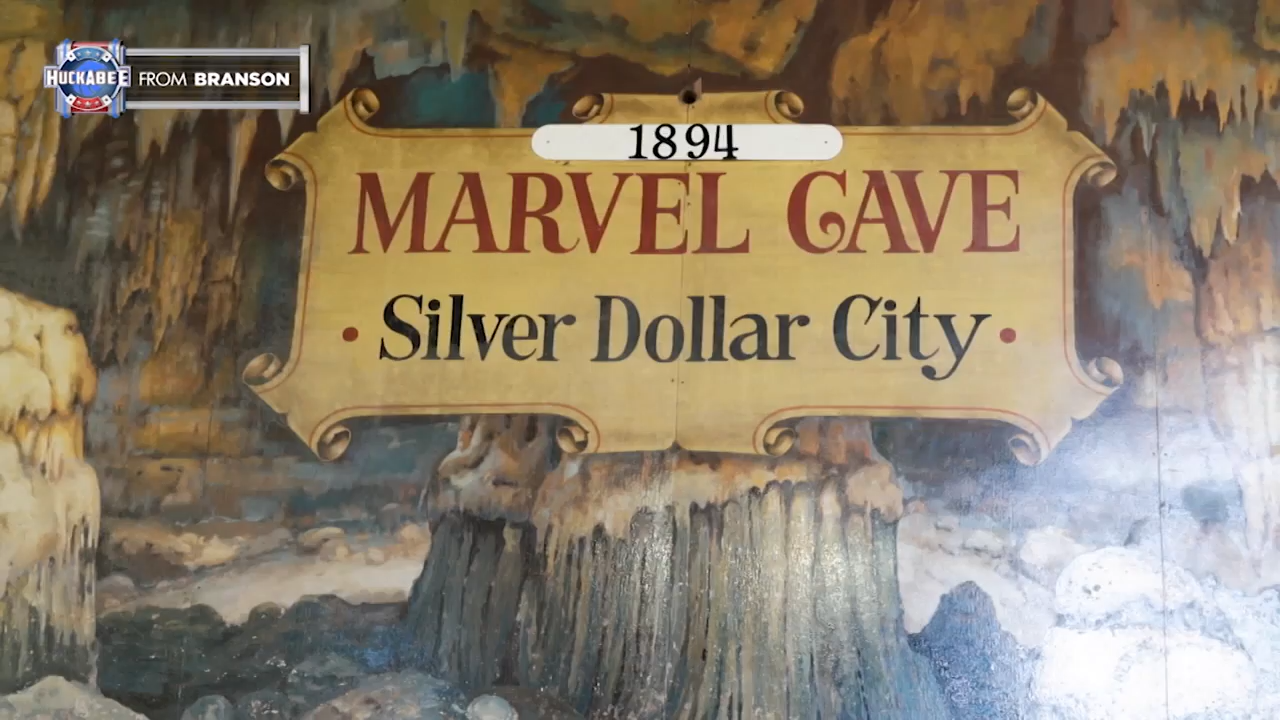 HUCKABEE FROM BRANSON
1894
MARVEL CAVE
• Silver Dollar City •